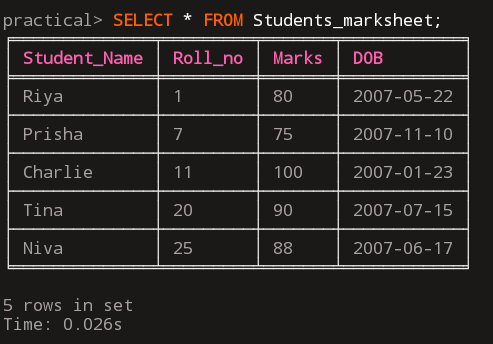 practical> SELECT * FROM Students_marksheet;
Student_Name Roll_no Marks DOB
Riya 1 80 2007-05-22
Prisha 7 75 2007-11-10
Charlie 11 100 2007-01-23
Tina 20 90 2007-07-15
Niva 25 88 2007-06-17
5 rows in set
Time: 0.026s